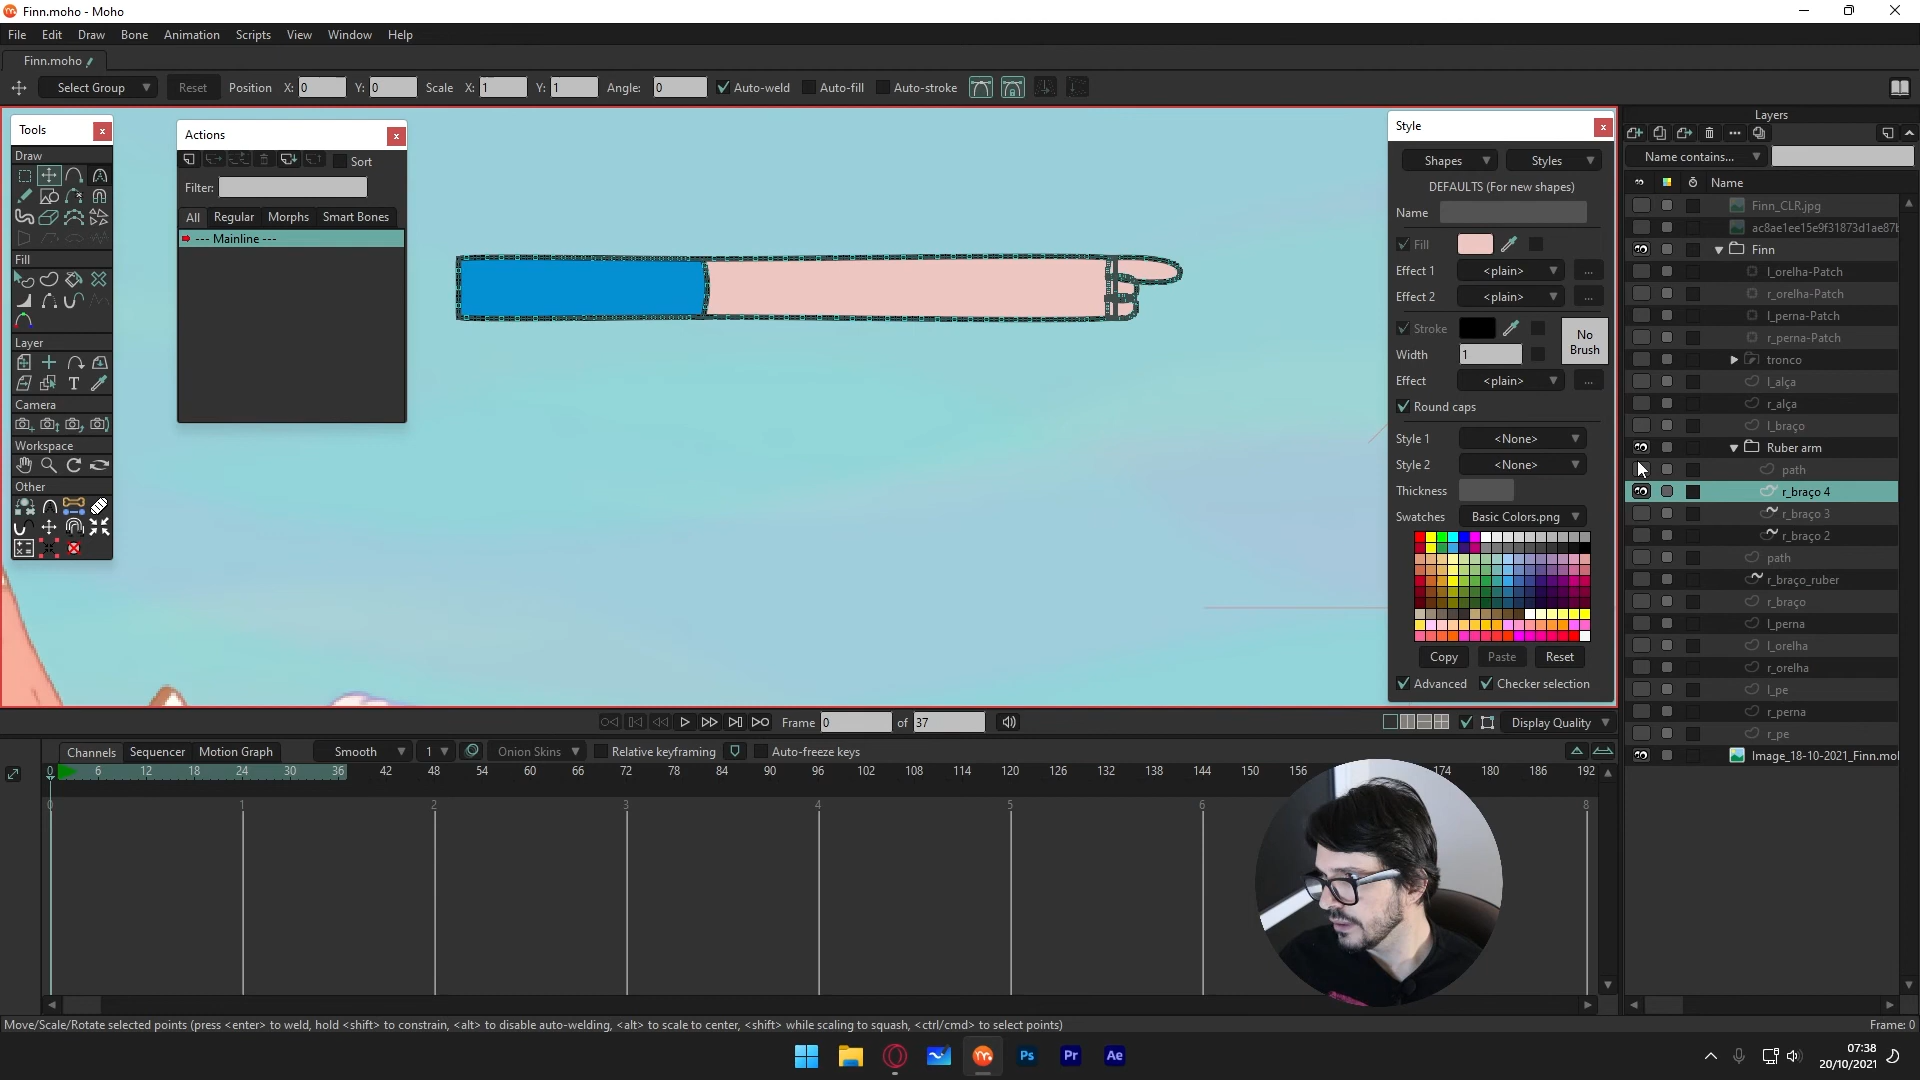 Finn.moho - Moho
File Edit Draw Bone Animation Scripts View Window Help
Finn.moho
Select Group Reset Position X: 0 Y: 0 Scale X: 1 Y: 1 Angle: 0 Auto-weld Auto-fill Auto-stroke
Tools
Draw
Fill
Layer
Camera
Workspace
Other
Actions
Sort
Filter:
All Regular Morphs Smart Bones
--- Mainline ---
Style
Shapes Styles
DEFAULTS (For new shapes)
Name
Fill
Effect 1 <plain> ...
Effect 2 <plain> ...
Stroke
No Brush
Width 1
Effect <plain> ...
Round caps
Style 1 <None>
Style 2 <None>
Thickness
Swatches Basic Colors.png
Copy Paste Reset
Advanced Checker selection
Layers
Name contains...
Name
Finn_CLR.jpg
ac8ae1ee15e9f31873d1ae87b
Finn
l_orelha-Patch
r_orelha-Patch
l_perna-Patch
r_perna-Patch
tronco
l_alça
r_alça
l_braço
Ruber arm
path
r_braço 4
r_braço 3
r_braço 2
path
r_braço_ruber
r_braço
l_perna
l_orelha
r_orelha
l_pe
r_perna
r_pe
Image_18-10-2021_Finn.mol
Frame 0 of 37 Display Quality
Channels Sequencer Motion Graph Smooth 1 Onion Skins Relative keyframing Auto-freeze keys
0 6 12 18 24 30 36 42 48 54 60 66 72 78 84 90 96 102 108 114 120 126 132 138 144 150 156 174 180 186 192
0 1 2 3 4 5 6 8
Move/Scale/Rotate selected points (press <enter> to weld, hold <shift> to constrain, <alt> to disable auto-welding, <alt> to scale to center, <shift> while scaling to squash, <ctrl/cmd> to select points)
Frame: 0
Ps Pr Ae
07:38
20/10/2021